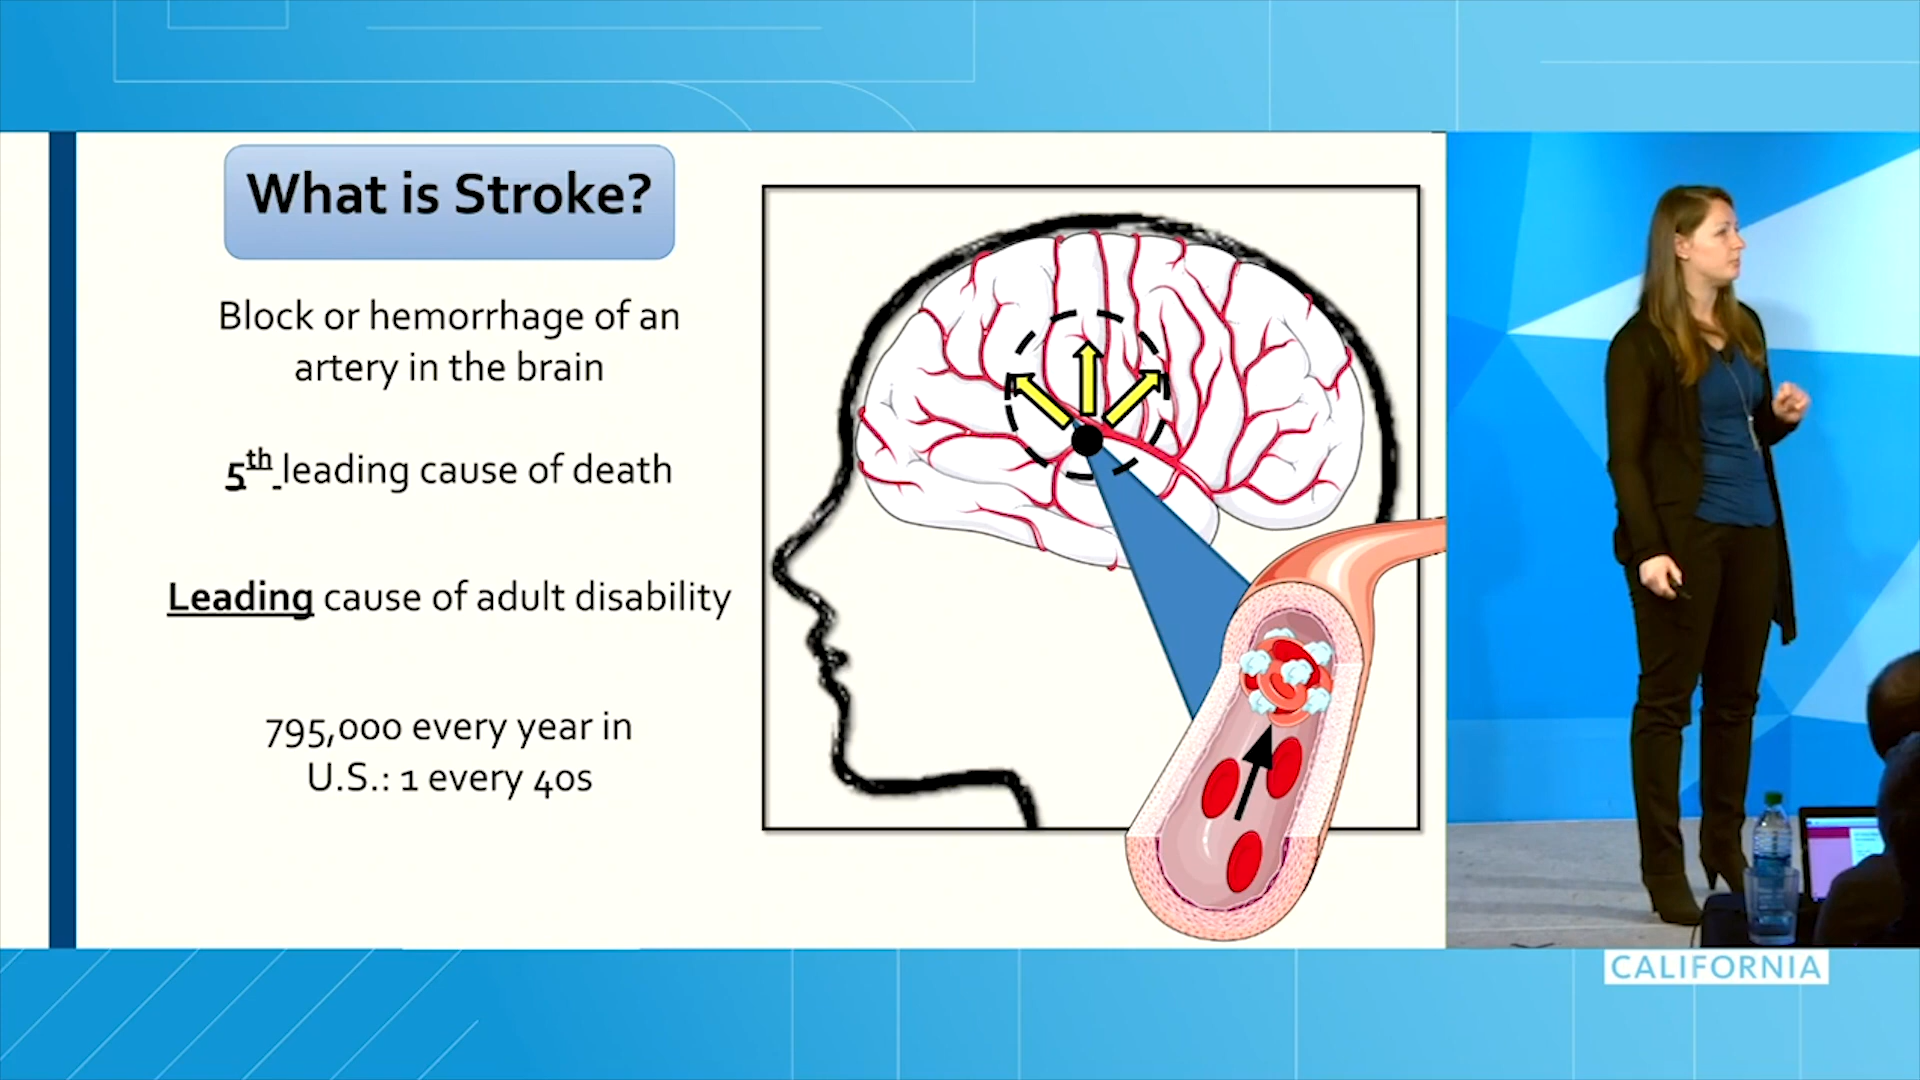 What is Stroke?
Block or hemorrhage of an
artery in the brain
5th leading cause of death
Leading cause of adult disability
795,000 every year in
U.S.: 1 every 40s
CALIFORNIA